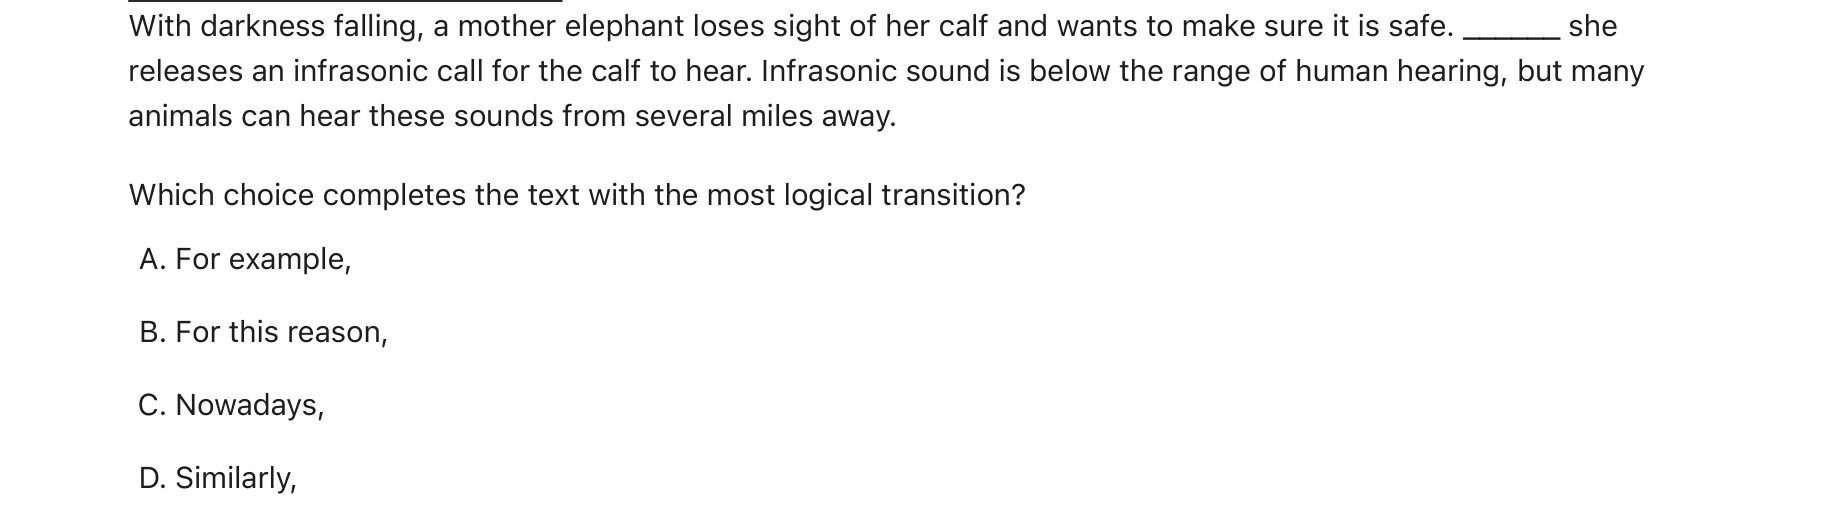 With darkness falling, a mother elephant loses sight of her calf and wants to make sure it is safe. ______ she
releases an infrasonic call for the calf to hear. Infrasonic sound is below the range of human hearing, but many
animals can hear these sounds from several miles away.
Which choice completes the text with the most logical transition?
A. For example,
B. For this reason,
C. Nowadays,
D. Similarly,